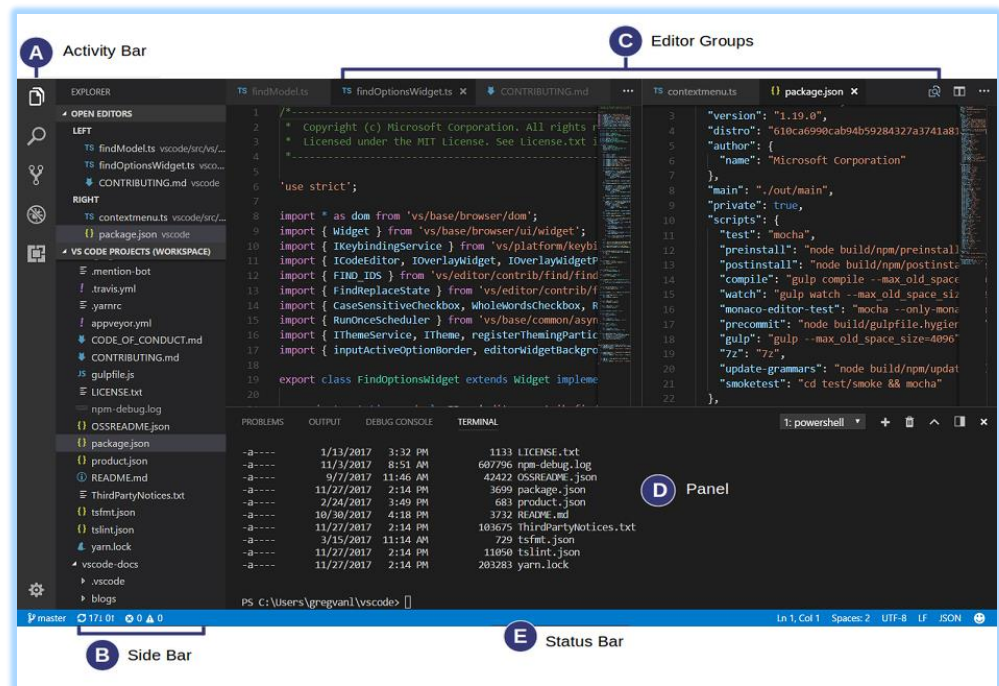 A Activity Bar
C Editor Groups
EXPLORER
OPEN EDITORS
LEFT
TS findModel.ts vscode/src/vs/...
TS findOptionsWidget.ts vsco...
CONTRIBUTING.md vscode
RIGHT
TS contextmenu.ts vscode/src/...
{} package.json vscode
VS CODE PROJECTS (WORKSPACE)
.mention-bot
! .travis.yml
.yarnrc
! appveyor.yml
CODE_OF_CONDUCT.md
CONTRIBUTING.md
JS gulpfile.js
LICENSE.txt
npm-debug.log
{} OSSREADME.json
{} package.json
{} product.json
README.md
ThirdPartyNotices.txt
{} tsfmt.json
{} tslint.json
yarn.lock
vscode-docs
.vscode
blogs
TS findModel.ts TS findOptionsWidget.ts × CONTRIBUTING.md ...
1 /*---
2 * Copyright (c) Microsoft Corporation. All rights r
3 * Licensed under the MIT License. See License.txt i
4 *---
5
6 'use strict';
7
8 import * as dom from 'vs/base/browser/dom';
9 import { Widget } from 'vs/base/browser/ui/widget';
10 import { IKeybindingService } from 'vs/platform/keybi
11 import { ICodeEditor, IOverlayWidget, IOverlayWidgetP
12 import { FIND_IDS } from 'vs/editor/contrib/find/find
13 import { FindReplaceState } from 'vs/editor/contrib/f
14 import { CaseSensitiveCheckbox, WholeWordsCheckbox, R
15 import { RunOnceScheduler } from 'vs/base/common/asyn
16 import { IThemeService, ITheme, registerThemingPartic
17 import { inputActiveOptionBorder, editorWidgetBackgro
18
19 export class FindOptionsWidget extends Widget impleme
20
TS contextmenu.ts {} package.json × ...
3 "version": "1.19.0",
4 "distro": "610ca6990cab94b59284327a3741a81
5 "author": {
6 "name": "Microsoft Corporation"
7 },
8 "main": "./out/main",
9 "private": true,
10 "scripts": {
11 "test": "mocha",
12 "preinstall": "node build/npm/preinstall
13 "postinstall": "node build/npm/postinsta
14 "compile": "gulp compile --max_old_space
15 "watch": "gulp watch --max_old_space_siz
16 "monaco-editor-test": "mocha --only-mona
17 "precommit": "node build/gulpfile.hygien
18 "gulp": "gulp --max_old_space_size=4096"
19 "7z": "7z",
20 "update-grammars": "node build/npm/updat
21 "smoketest": "cd test/smoke && mocha"
22 },
PROBLEMS OUTPUT DEBUG CONSOLE TERMINAL 1: powershell
-a---- 1/13/2017 3:32 PM 1133 LICENSE.txt
-a---- 11/3/2017 8:51 AM 607796 npm-debug.log
-a---- 9/7/2017 11:46 AM 42422 OSSREADME.json
-a---- 11/27/2017 2:14 PM 3699 package.json
-a---- 2/24/2017 3:49 PM 683 product.json
-a---- 10/30/2017 4:18 PM 3732 README.md
-a---- 11/27/2017 2:14 PM 103675 ThirdPartyNotices.txt
-a---- 3/15/2017 11:14 AM 729 tsfmt.json
-a---- 11/27/2017 2:14 PM 11050 tslint.json
-a---- 11/27/2017 2:14 PM 203283 yarn.lock
PS C:\Users\gregvanl\vscode>
D Panel
master 17↓ 0↑ 0 0 Ln 1, Col 1 Spaces: 2 UTF-8 LF JSON
B Side Bar
E Status Bar